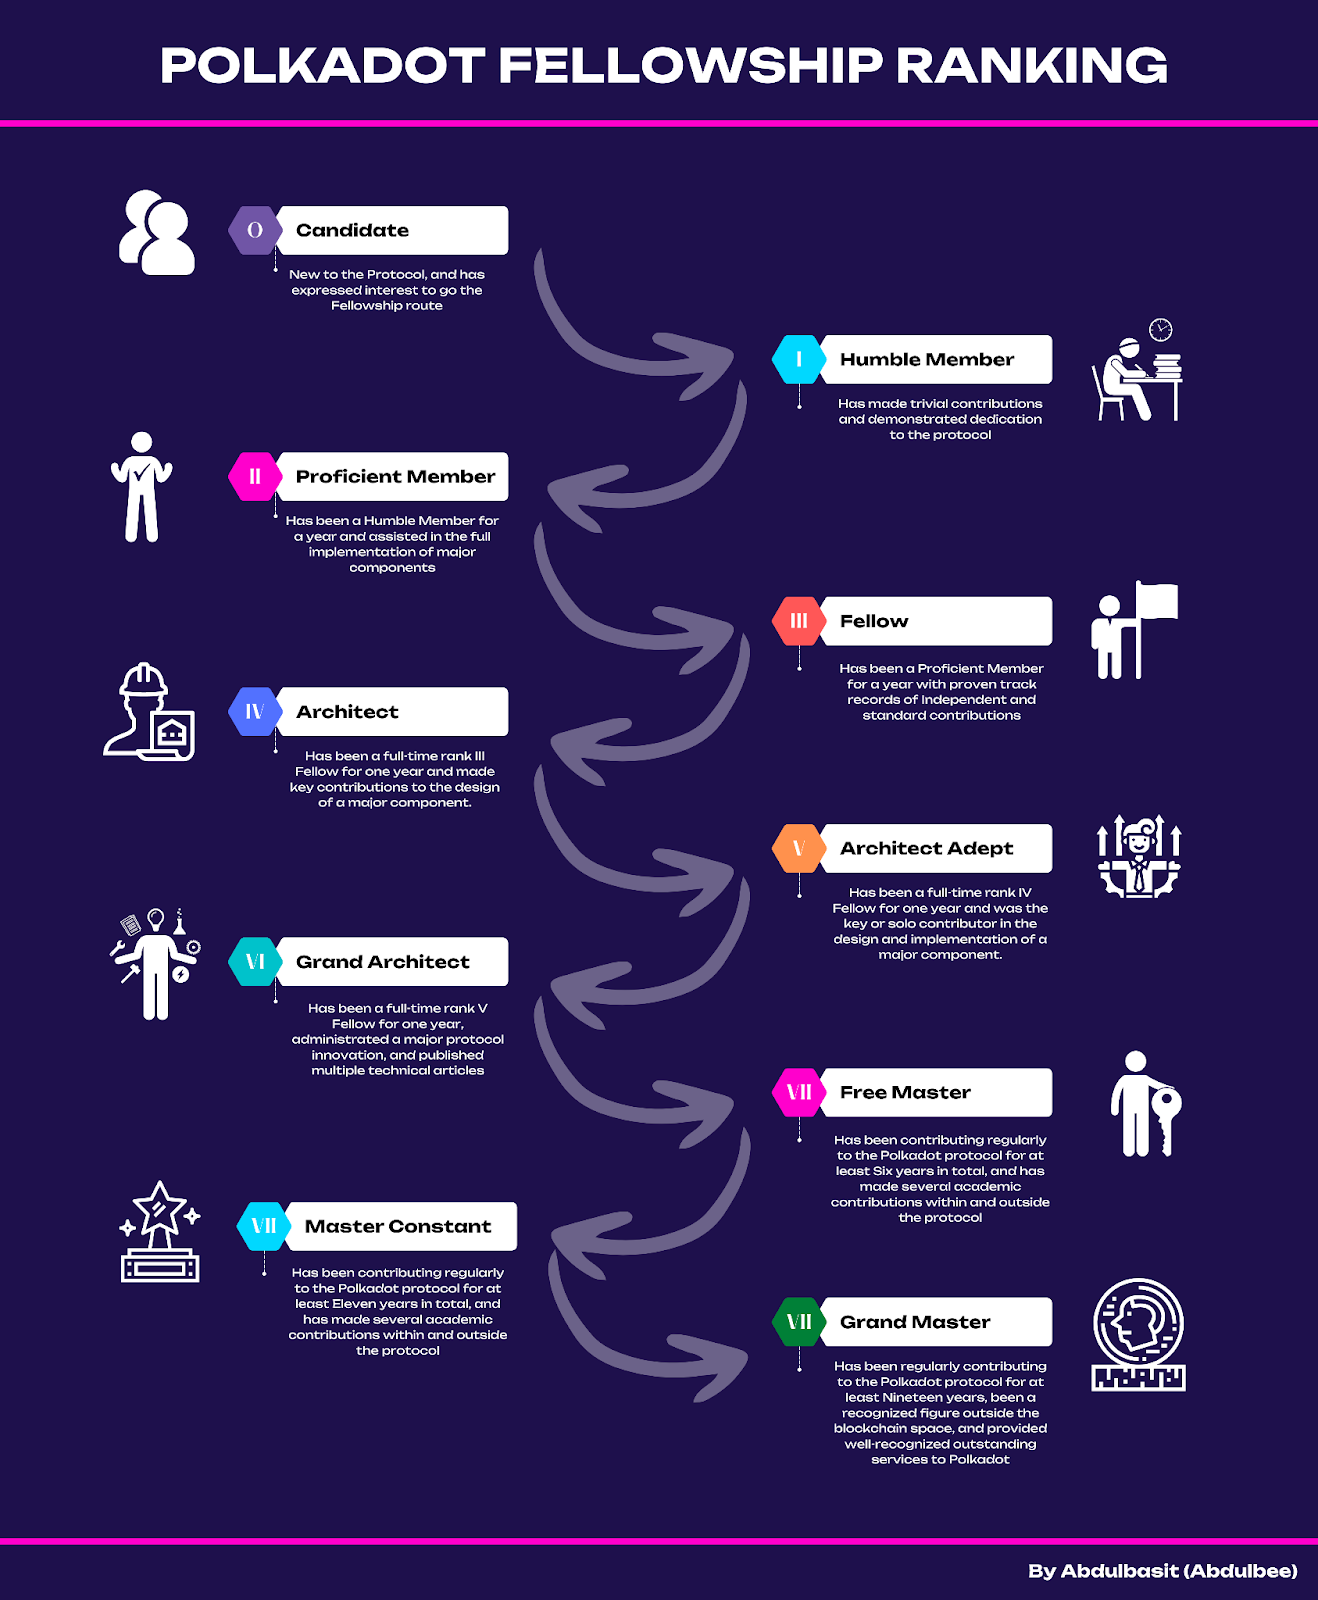 POLKADOT FELLOWSHIP RANKING
O
Candidate
New to the Protocol, and has
expressed interest to go the
Fellowship route
I
Humble Member
Has made trivial contributions
and demonstrated dedication
to the protocol
II
Proficient Member
Has been a Humble Member for
a year and assisted in the full
implementation of major
components
III
Fellow
Has been a Proficient Member
for a year with proven track
records of Independent and
standard contributions
IV
Architect
Has been a full-time rank III
Fellow for one year and made
key contributions to the design
of a major component.
V
Architect Adept
Has been a full-time rank IV
Fellow for one year and was the
key or solo contributor in the
design and implementation of a
major component.
VI
Grand Architect
Has been a full-time rank V
Fellow for one year,
administrated a major protocol
innovation, and published
multiple technical articles
VII
Free Master
Has been contributing regularly
to the Polkadot protocol for at
least Six years in total, and has
made several academic
contributions within and outside
the protocol
VII
Master Constant
Has been contributing regularly
to the Polkadot protocol for at
least Eleven years in total, and
has made several academic
contributions within and outside
the protocol
VII
Grand Master
Has been regularly contributing
to the Polkadot protocol for at
least Nineteen years, been a
recognized figure outside the
blockchain space, and provided
well-recognized outstanding
services to Polkadot
By Abdulbasit (Abdulbee)